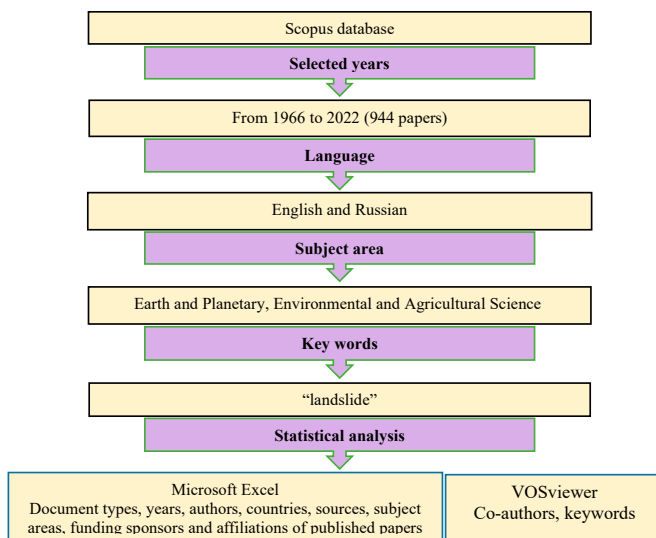 Scopus database
Selected years
From 1966 to 2022 (944 papers)
Language
English and Russian
Subject area
Earth and Planetary, Environmental and Agricultural Science
Key words
“landslide”
Statistical analysis
Microsoft Excel
Document types, years, authors, countries, sources, subject
areas, funding sponsors and affiliations of published papers
VOSviewer
Co-authors, keywords